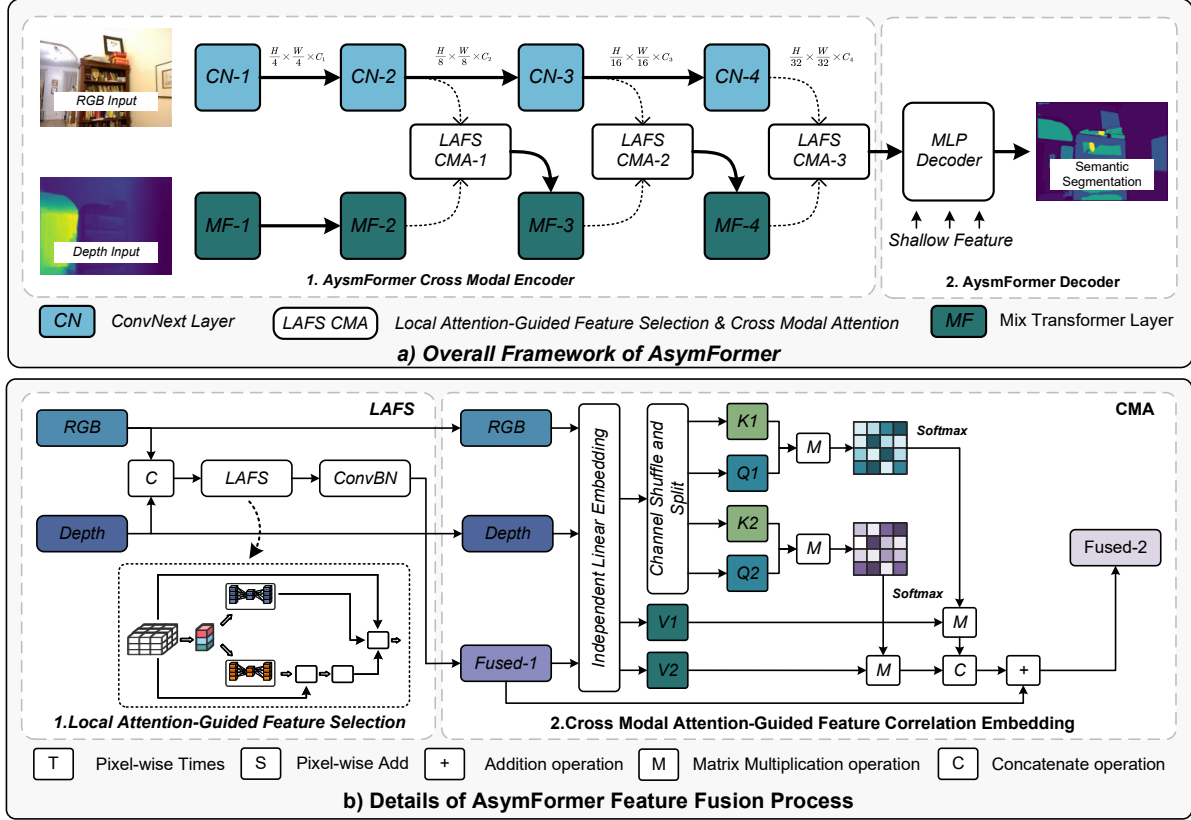 CN-1
H/4 × W/4 × C₁
CN-2
H/8 × W/8 × C₂
CN-3
H/16 × W/16 × C₃
CN-4
H/32 × W/32 × C₄
RGB Input
LAFS
CMA-1
LAFS
CMA-2
LAFS
CMA-3
MLP
Decoder
Semantic
Segmentation
Depth Input
MF-1
MF-2
MF-3
MF-4
Shallow Feature
1. AysmFormer Cross Modal Encoder
2. AysmFormer Decoder
CN
ConvNext Layer
LAFS CMA
Local Attention-Guided Feature Selection & Cross Modal Attention
MF
Mix Transformer Layer
a) Overall Framework of AsymFormer
LAFS
CMA
RGB
C
LAFS
ConvBN
Depth
1.Local Attention-Guided Feature Selection
RGB
Depth
Fused-1
Independent Linear Embedding
Channel Shuffle and
Split
K1
Q1
K2
Q2
V1
V2
M
M
Softmax
Softmax
M
M
C
+
Fused-2
2.Cross Modal Attention-Guided Feature Correlation Embedding
T
Pixel-wise Times
S
Pixel-wise Add
+
Addition operation
M
Matrix Multiplication operation
C
Concatenate operation
b) Details of AsymFormer Feature Fusion Process